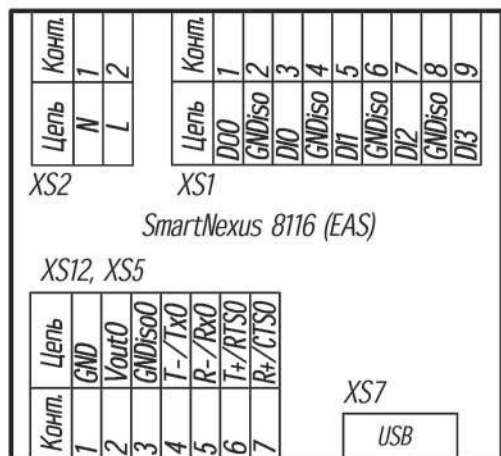 Конт. 1 2
Цепь N L
XS2
Конт. 1 2 3 4 5 6 7 8 9
Цепь DO0 GNDiso DI0 GNDiso DI1 GNDiso DI2 GNDiso DI3
XS1
SmartNexus 8116 (EAS)
XS12, XS5
Цепь GND Vout0 GNDiso0 T-/Tx0 R-/Rx0 T+/RTS0 R+/CTS0
Конт. 1 2 3 4 5 6 7
XS7
USB